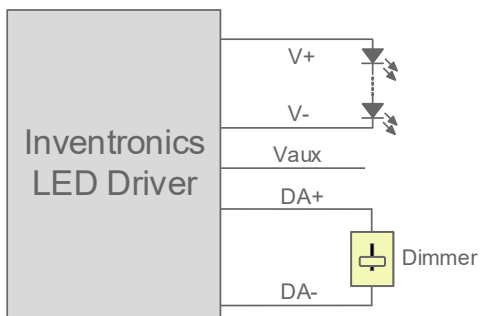 Inventronics
LED Driver
V+
V-
Vaux
DA+
Dimmer
DA-